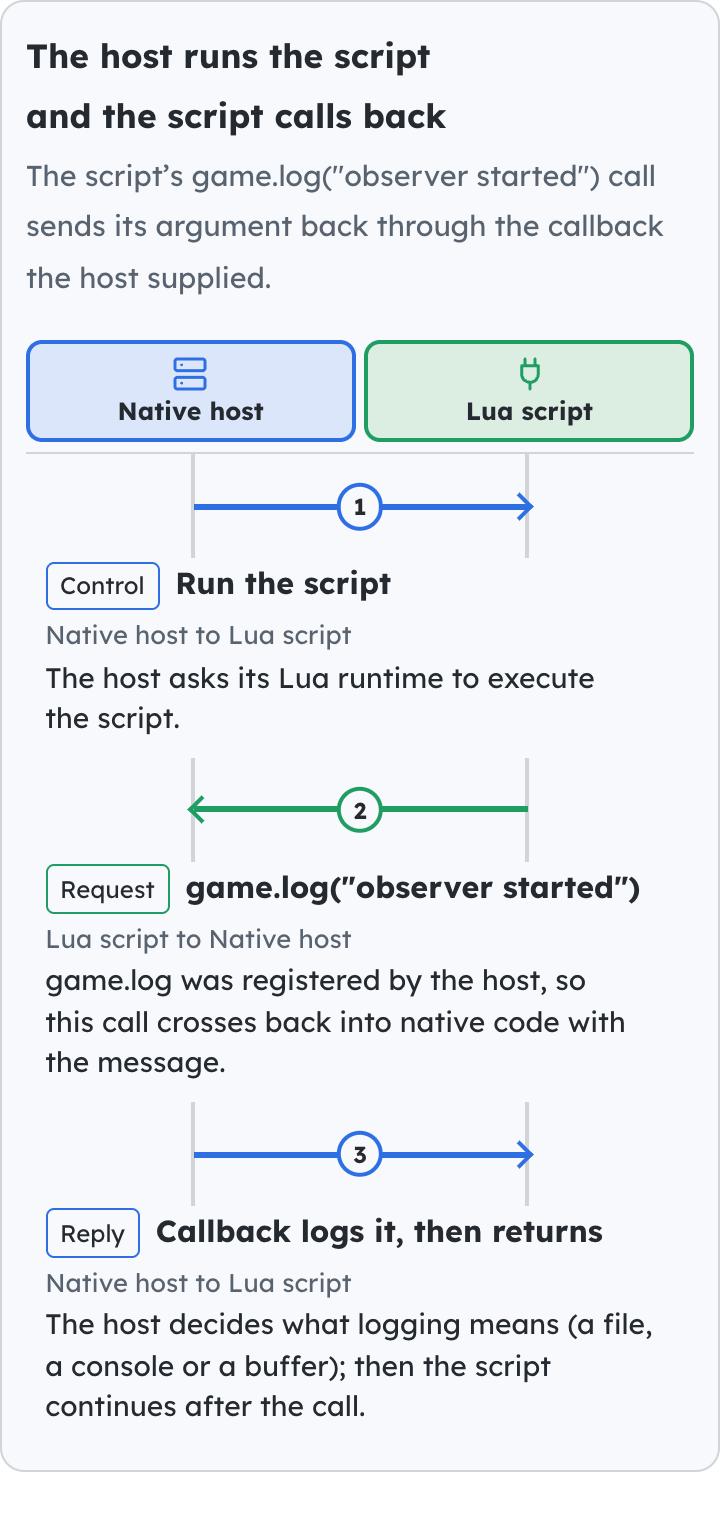 The host runs the script
and the script calls back
The script’s game.log("observer started") call
sends its argument back through the callback
the host supplied.
Native host
Lua script
1
Control
Run the script
Native host to Lua script
The host asks its Lua runtime to execute
the script.
2
Request
game.log("observer started")
Lua script to Native host
game.log was registered by the host, so
this call crosses back into native code with
the message.
3
Reply
Callback logs it, then returns
Native host to Lua script
The host decides what logging means (a file,
a console or a buffer); then the script
continues after the call.